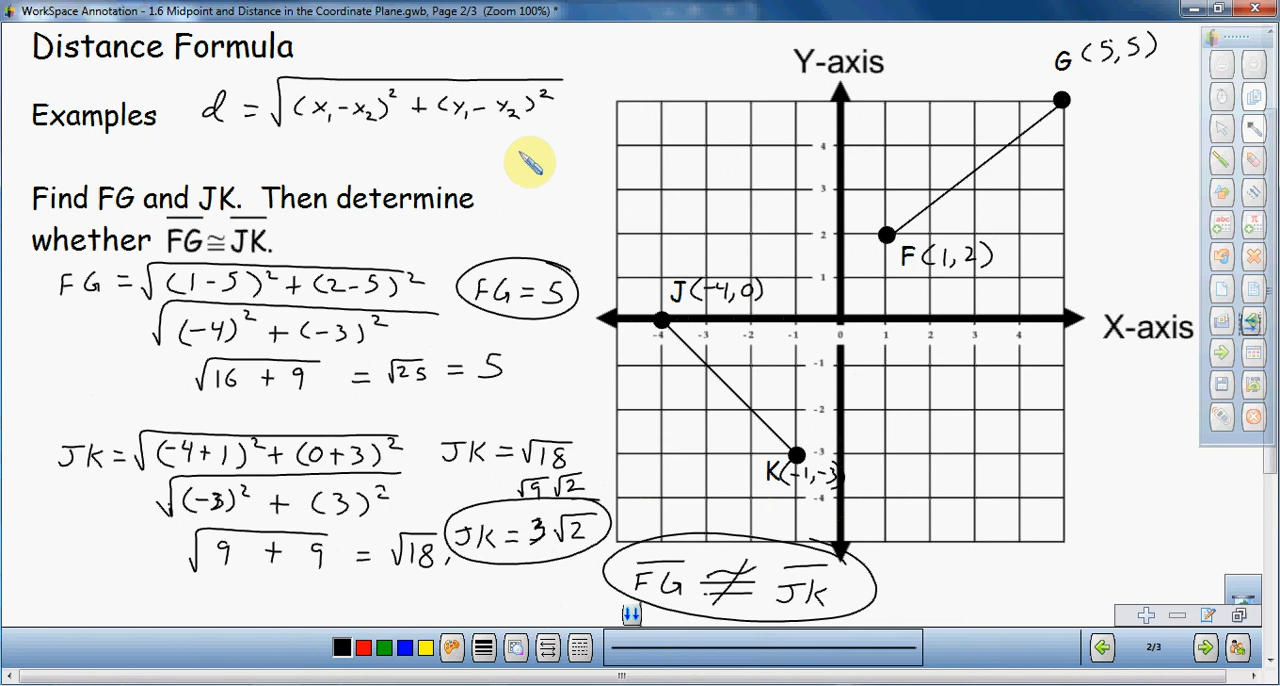 WorkSpace Annotation - 1.6 Midpoint and Distance in the Coordinate Plane.gwb, Page 2/3 (Zoom 100%) *
Distance Formula
Examples d = √((x₁ - x₂)² + (y₁ - y₂)²)
Find FG and JK. Then determine
whether F̅G̅ ≅ J̅K̅.
FG = √((1 - 5)² + (2 - 5)²)
FG = 5
√((-4)² + (-3)²)
√(16 + 9) = √25 = 5
JK = √((-4 + 1)² + (0 + 3)²)
JK = √18
√9 √2
√((-3)² + (3)²)
JK = 3√2
√(9 + 9) = √18,
F̅G̅ ≇ J̅K̅
Y-axis
G (5, 5)
4
3
2
F(1, 2)
1
J(-4, 0)
X-axis
-4 -3 -2 -1 0 1 2 3 4
-1
-2
-3
K(-1, -3)
-4
abc
π
2/3